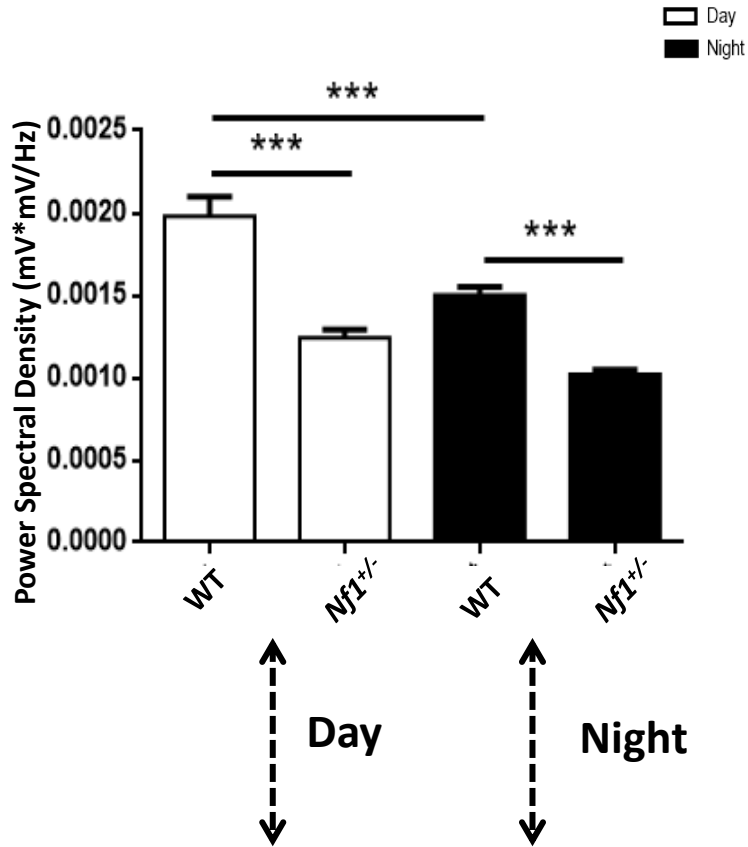 Day
Night
Power Spectral Density (mV*mV/Hz)
***
***
***
0.0025
0.0020
0.0015
0.0010
0.0005
0.0000
WT
Nf1+/-
WT
Nf1+/-
Day
Night